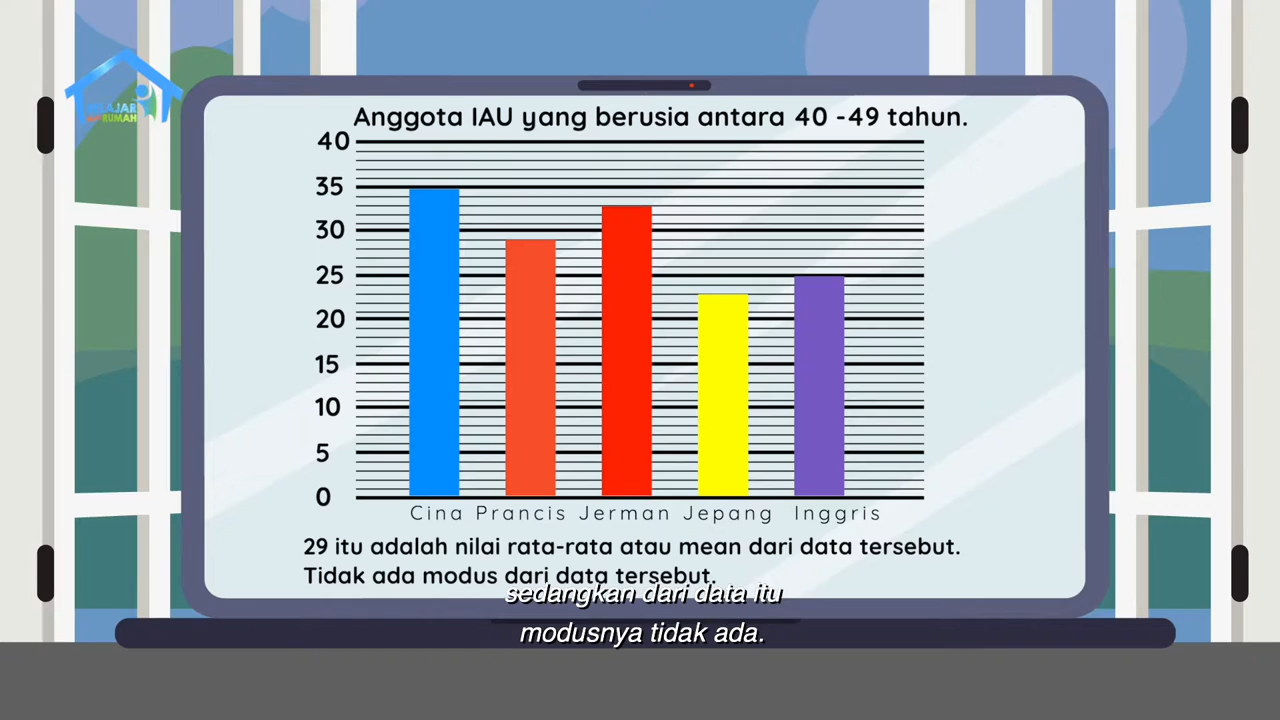 BELAJAR
RUMAH
Anggota IAU yang berusia antara 40 -49 tahun.
40
35
30
25
20
15
10
5
0
Cina Prancis Jerman Jepang Inggris
29 itu adalah nilai rata-rata atau mean dari data tersebut.
Tidak ada modus dari data tersebut.
sedangkan dari data itu
modusnya tidak ada.